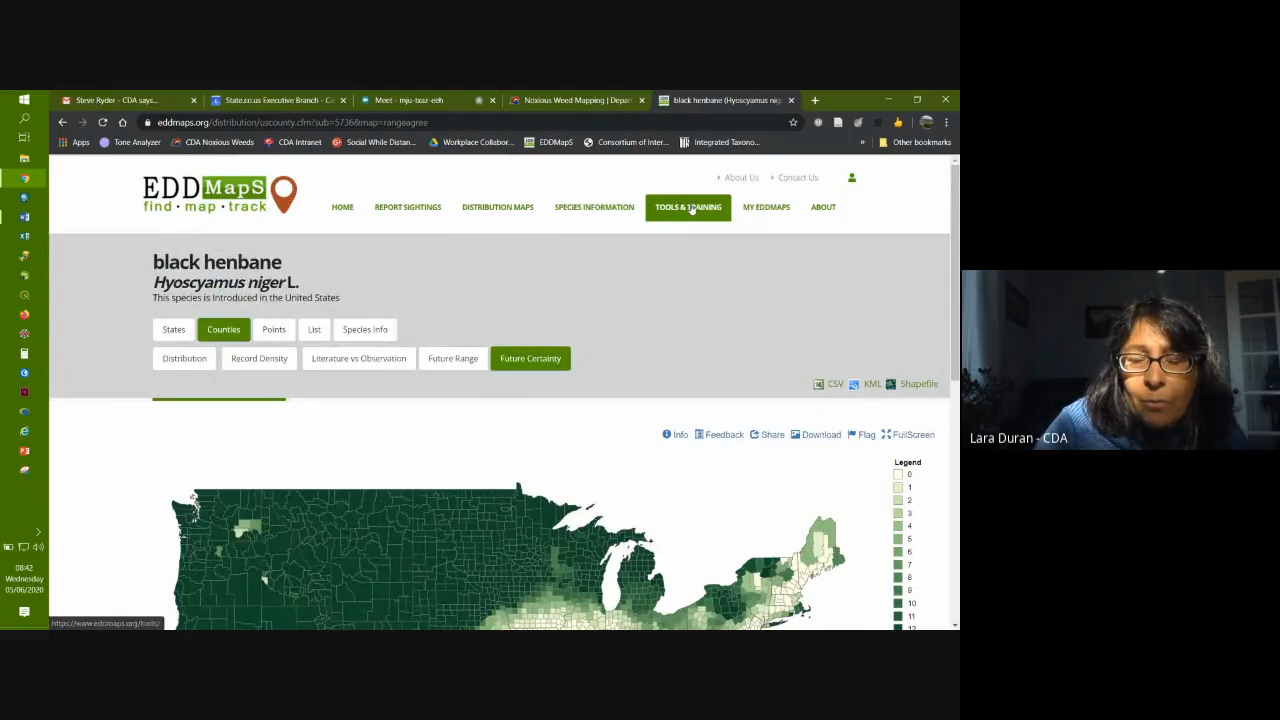 Steve Ryder - CDA says...
State.co.us Executive Branch - Ca
Meet - mju-txaz-eeh
Noxious Weed Mapping | Depar
black henbane (Hyoscyamus nig
eddmaps.org/distribution/uscounty.cfm?sub=5736&map=rangeagree
Apps
Tone Analyzer
CDA Noxious Weeds
CDA Intranet
Social While Distan...
Workplace Collabor...
EDDMapS
Consortium of Inter...
Integrated Taxono...
»
Other bookmarks
About Us
Contact Us
EDDMapS
find · map · track
HOME
REPORT SIGHTINGS
DISTRIBUTION MAPS
SPECIES INFORMATION
TOOLS & TRAINING
MY EDDMAPS
ABOUT
black henbane
Hyoscyamus niger L.
This species is Introduced in the United States
States
Counties
Points
List
Species Info
Distribution
Record Density
Literature vs Observation
Future Range
Future Certainty
CSV
KML
Shapefile
Info
Feedback
Share
Download
Flag
FullScreen
Legend
0
1
2
3
4
5
6
7
8
9
10
11
12
https://www.eddmaps.org/tools/
08:42
Wednesday
05/06/2020
Lara Duran - CDA